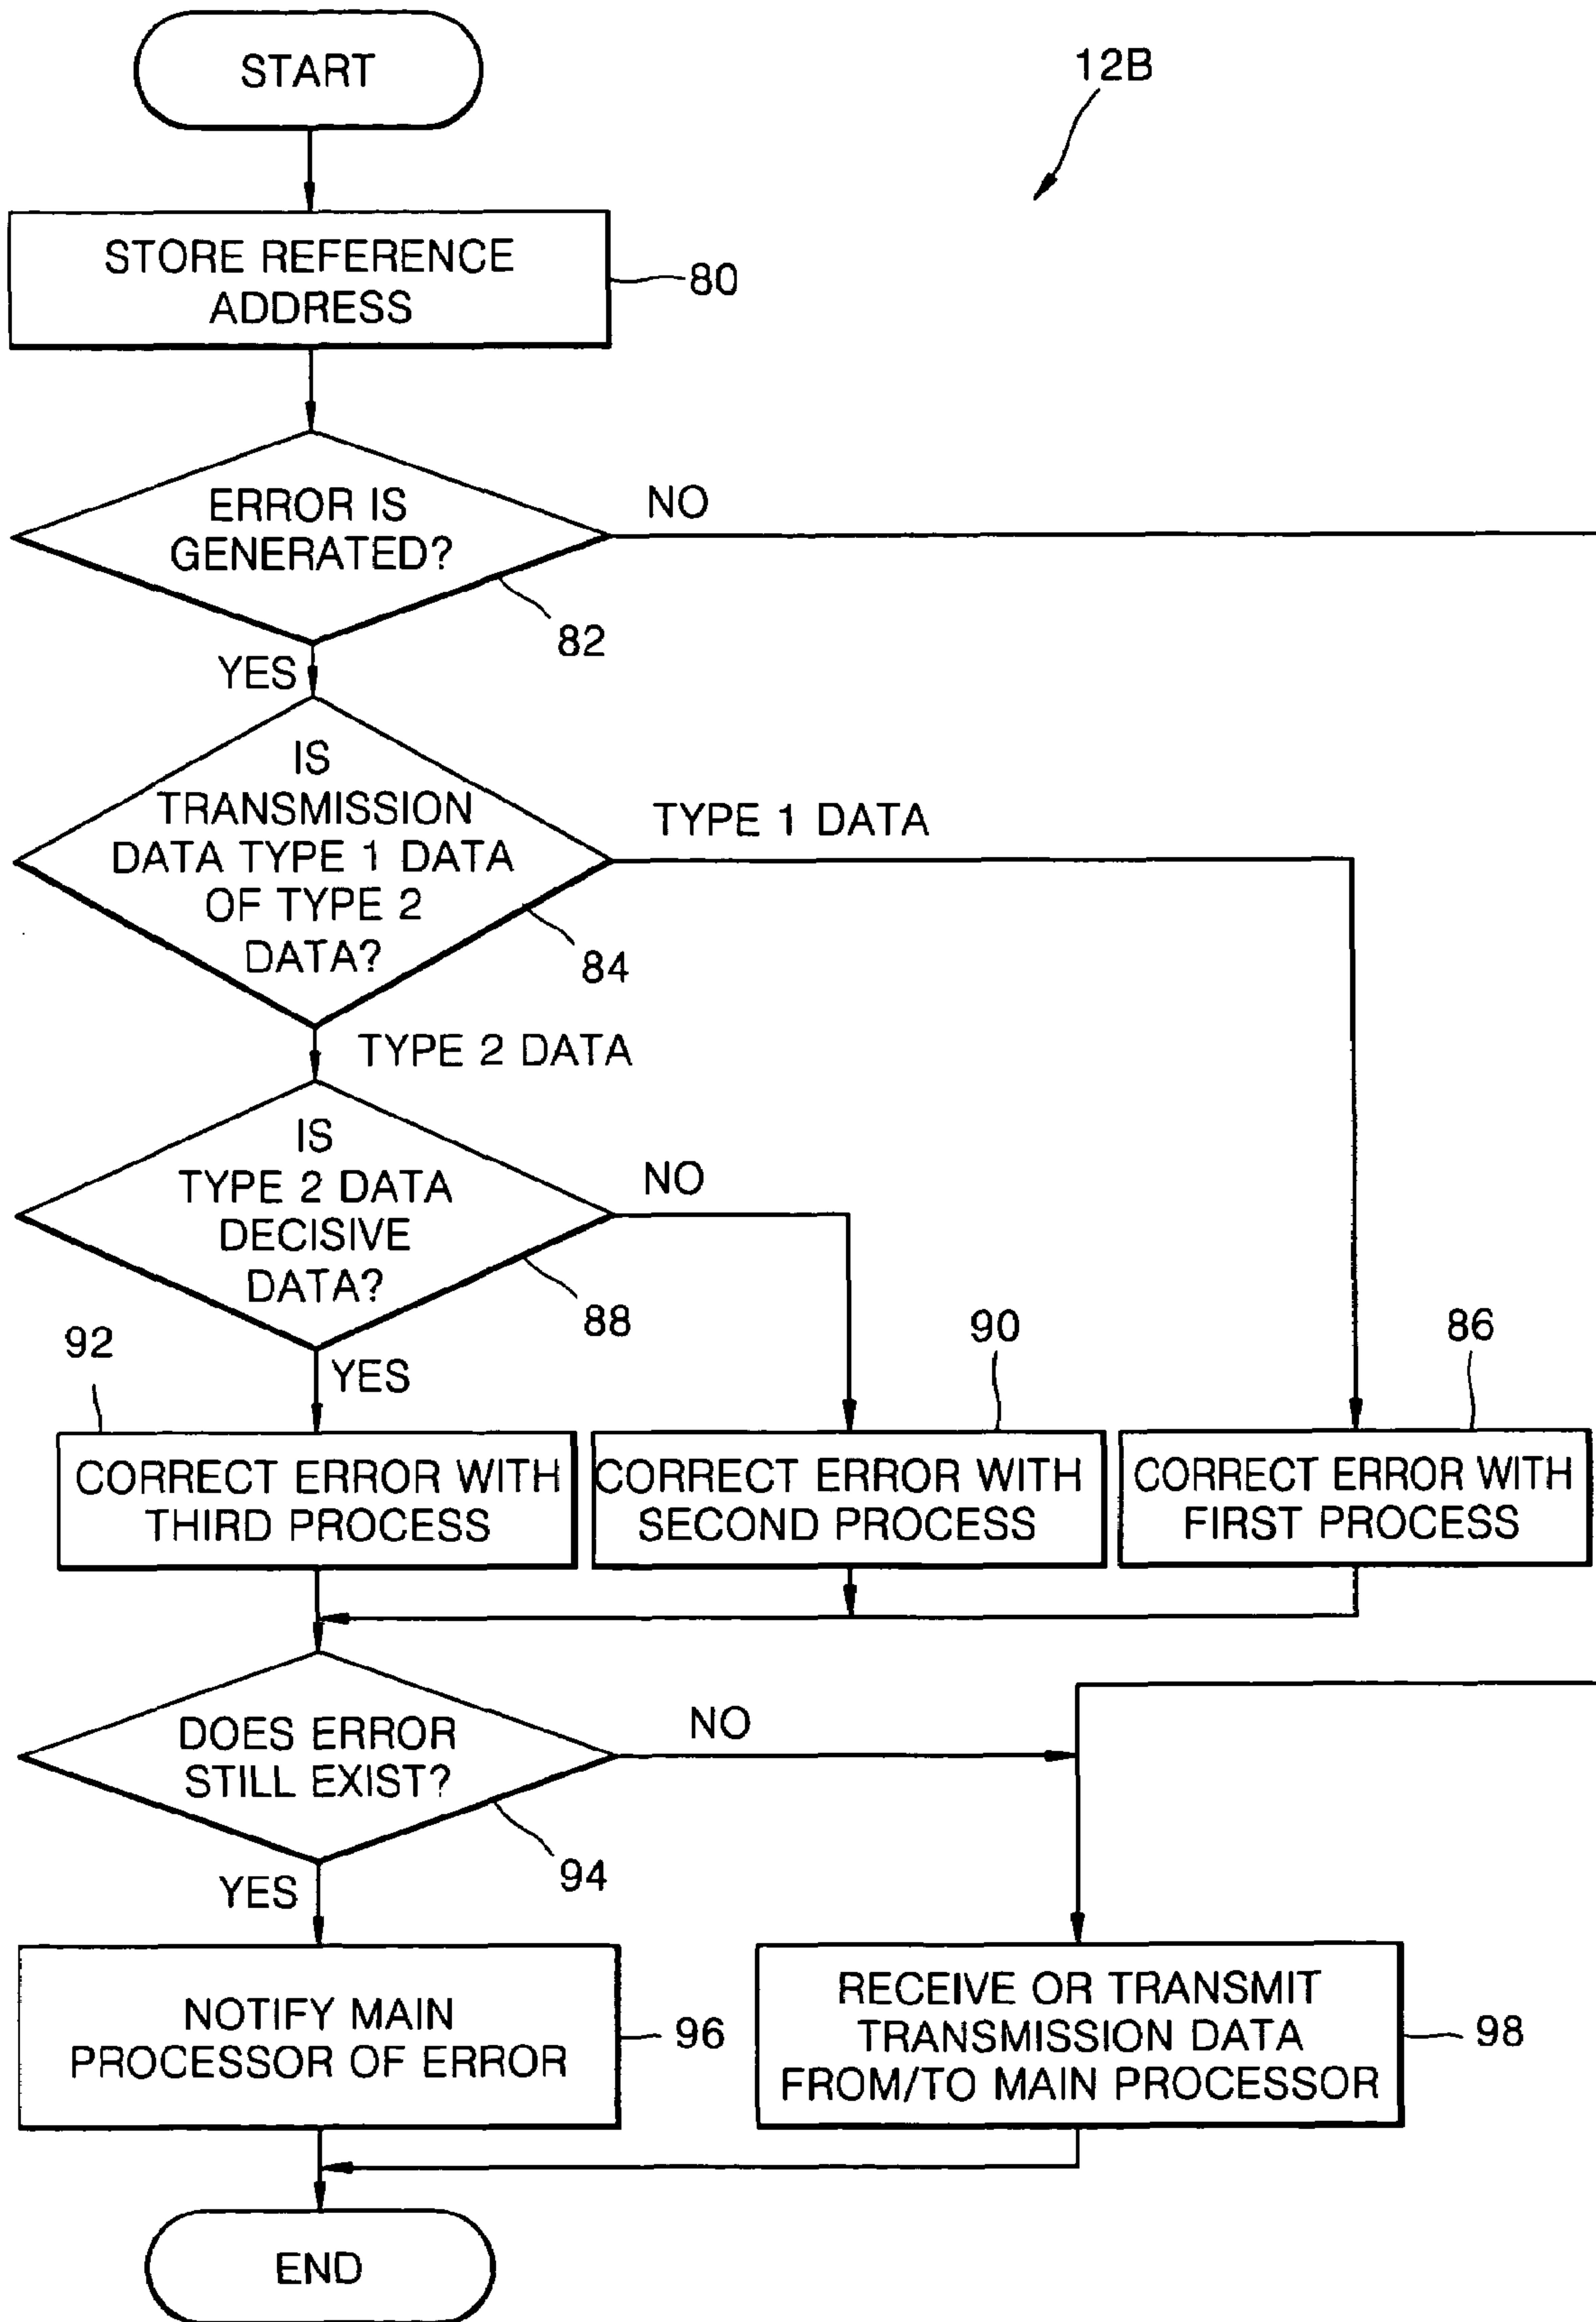 START
12B
STORE REFERENCE
ADDRESS
80
ERROR IS
GENERATED?
NO
82
YES
IS
TRANSMISSION
DATA TYPE 1 DATA
OF TYPE 2
DATA?
TYPE 1 DATA
84
TYPE 2 DATA
IS
TYPE 2 DATA
DECISIVE
DATA?
NO
88
YES
92
90
86
CORRECT ERROR WITH
THIRD PROCESS
CORRECT ERROR WITH
SECOND PROCESS
CORRECT ERROR WITH
FIRST PROCESS
DOES ERROR
STILL EXIST?
NO
94
YES
NOTIFY MAIN
PROCESSOR OF ERROR
96
RECEIVE OR TRANSMIT
TRANSMISSION DATA
FROM/TO MAIN PROCESSOR
98
END